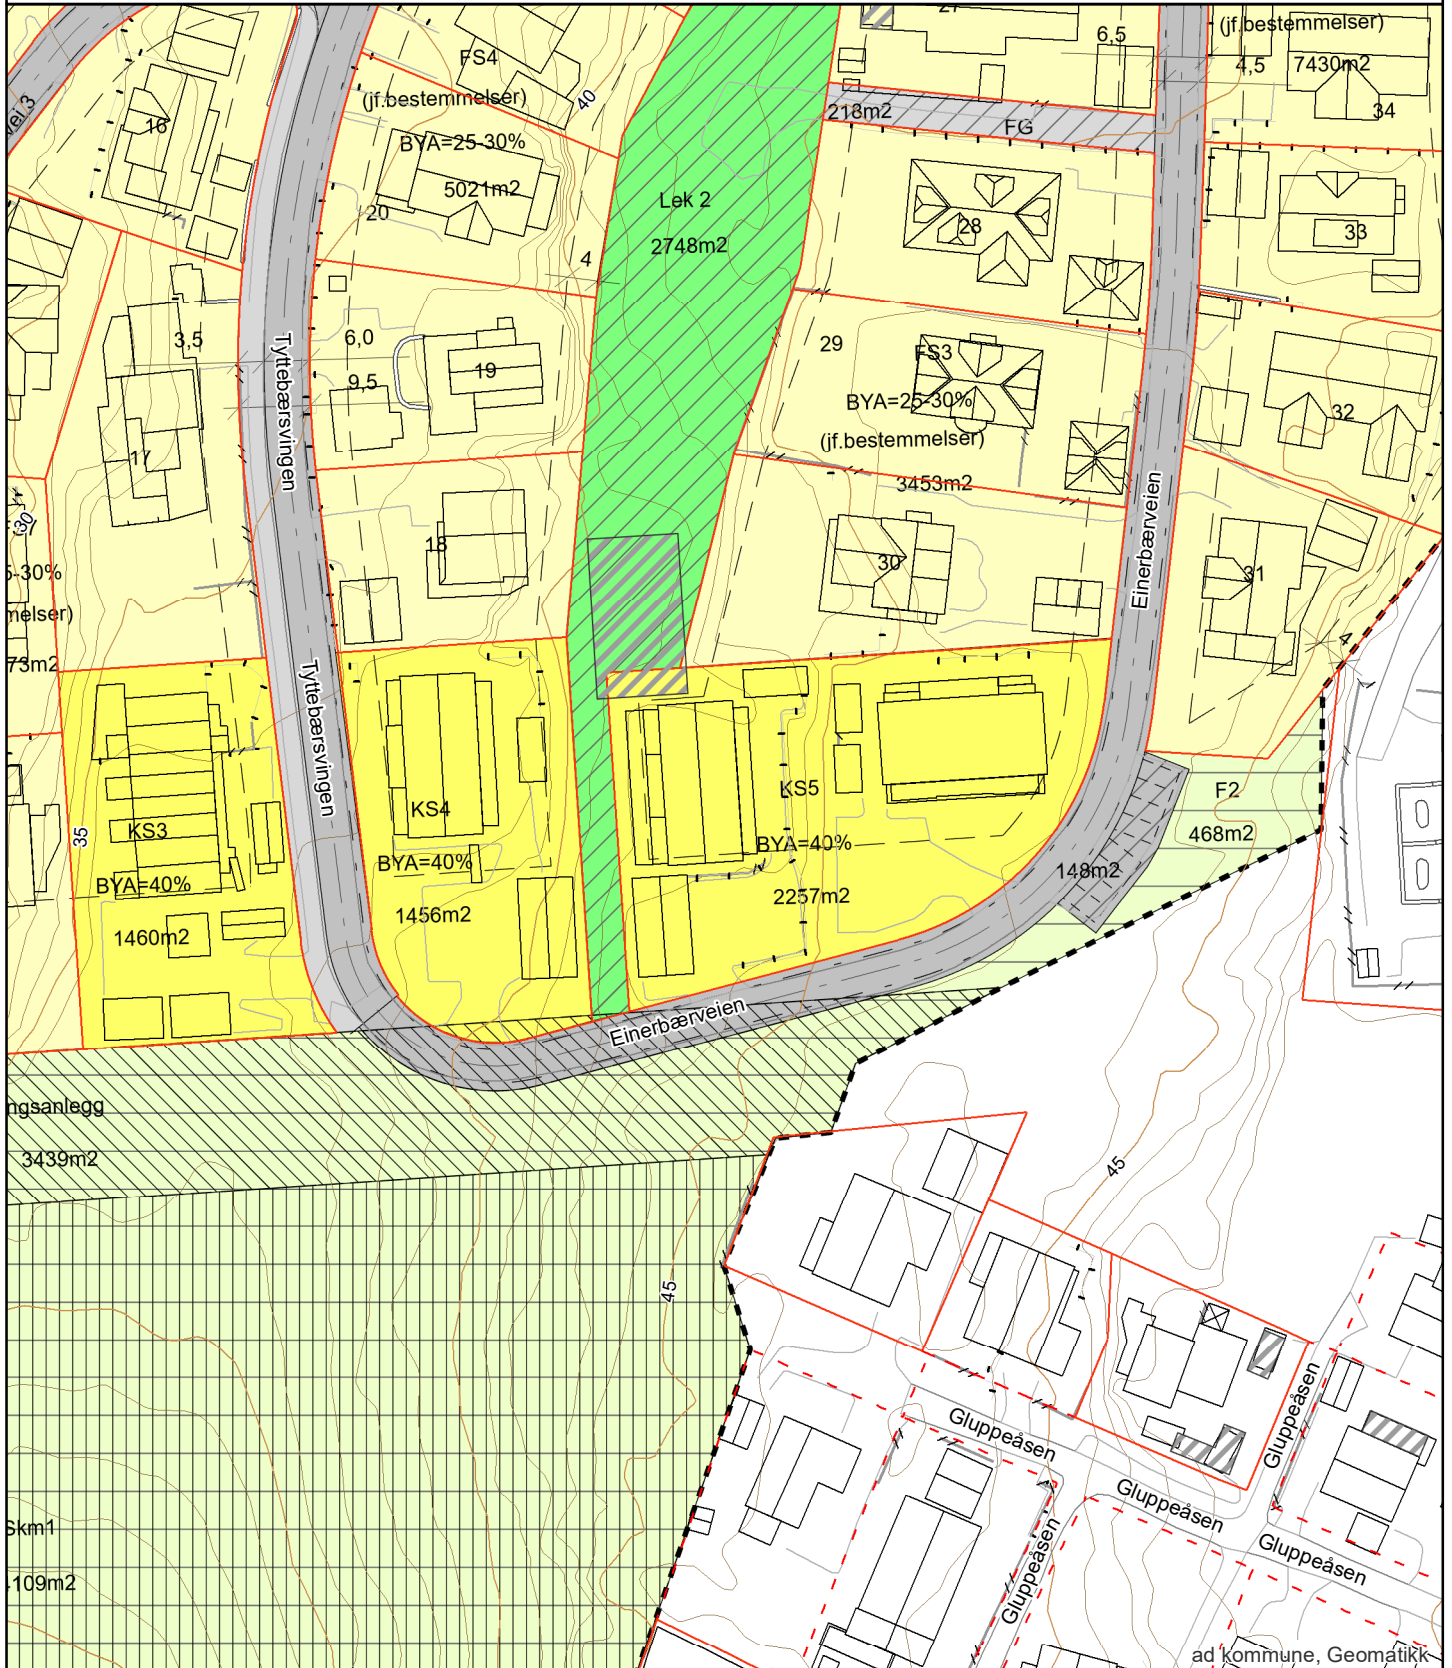 27
(jf.bestemmelser)
6,5
4,5
7430m2
34
FS4
(jf.bestemmelser)
40
Vei 3
16
BYA=25-30%
5021m2
20
218m2
FG
Lek 2
2748m2
28
33
4
3,5
6,0
9,5
19
29
FS3
BYA=25-30%
(jf.bestemmelser)
3453m2
32
Tyttebærsvingen
17
18
30
31
Einerbærveien
30
5-30%
melser)
73m2
4
Tyttebærsvingen
KS3
BYA=40%
1460m2
35
KS4
BYA=40%
1456m2
KS5
BYA=40%
2257m2
F2
468m2
148m2
Einerbærveien
ngsanlegg
3439m2
45
45
Skm1
109m2
Gluppeåsen
Gluppeåsen
Gluppeåsen
Gluppeåsen
Gluppeåsen
ad kommune, Geomatikk